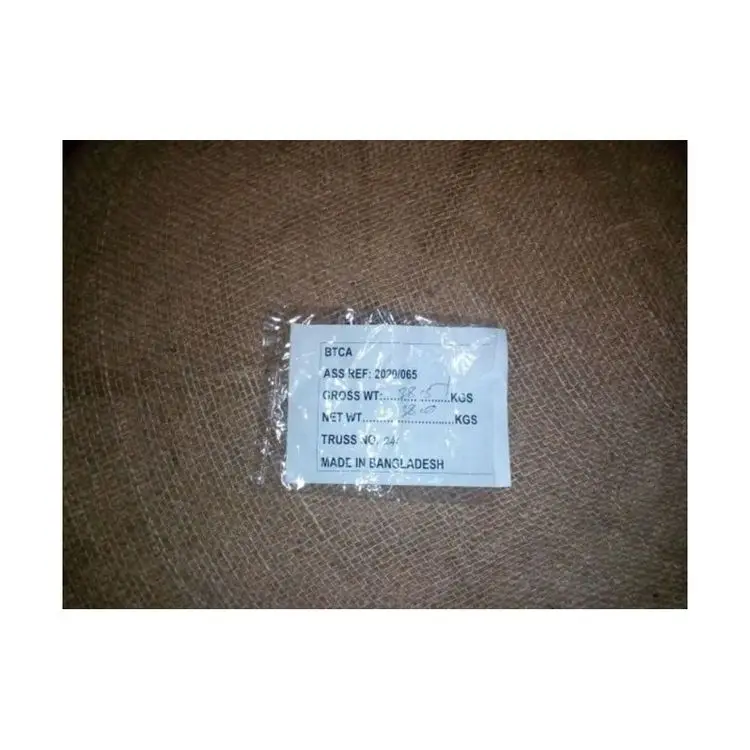 BTCA
ASS REF: 2020/065
GROSS WT:..................KGS
NET WT........................KGS
TRUSS NO.
MADE IN BANGLADESH